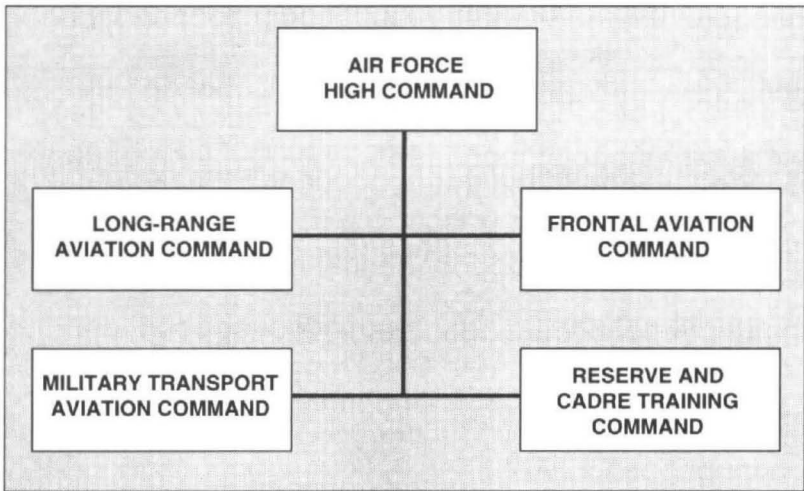 AIR FORCE
HIGH COMMAND
LONG-RANGE
AVIATION COMMAND
FRONTAL AVIATION
COMMAND
MILITARY TRANSPORT
AVIATION COMMAND
RESERVE AND
CADRE TRAINING
COMMAND